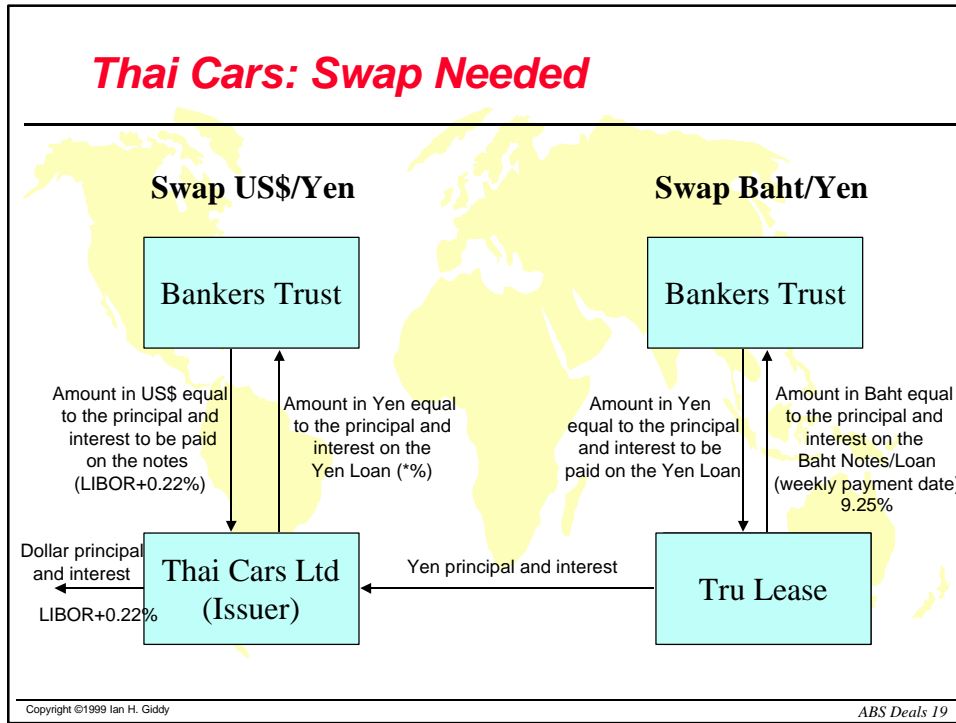 Thai Cars: Swap Needed
Swap US$/Yen
Swap Baht/Yen
Bankers Trust
Bankers Trust
Amount in US$ equal
to the principal and
interest to be paid
on the notes
(LIBOR+0.22%)
Amount in Yen equal
to the principal and
interest on the
Yen Loan (*%)
Amount in Yen
equal to the principal
and interest to be
paid on the Yen Loan
Amount in Baht equal
to the principal and
interest on the
Baht Notes/Loan
(weekly payment date)
9.25%
Dollar principal
and interest
LIBOR+0.22%
Thai Cars Ltd
(Issuer)
Yen principal and interest
Tru Lease
Copyright ©1999 Ian H. Giddy
ABS Deals 19